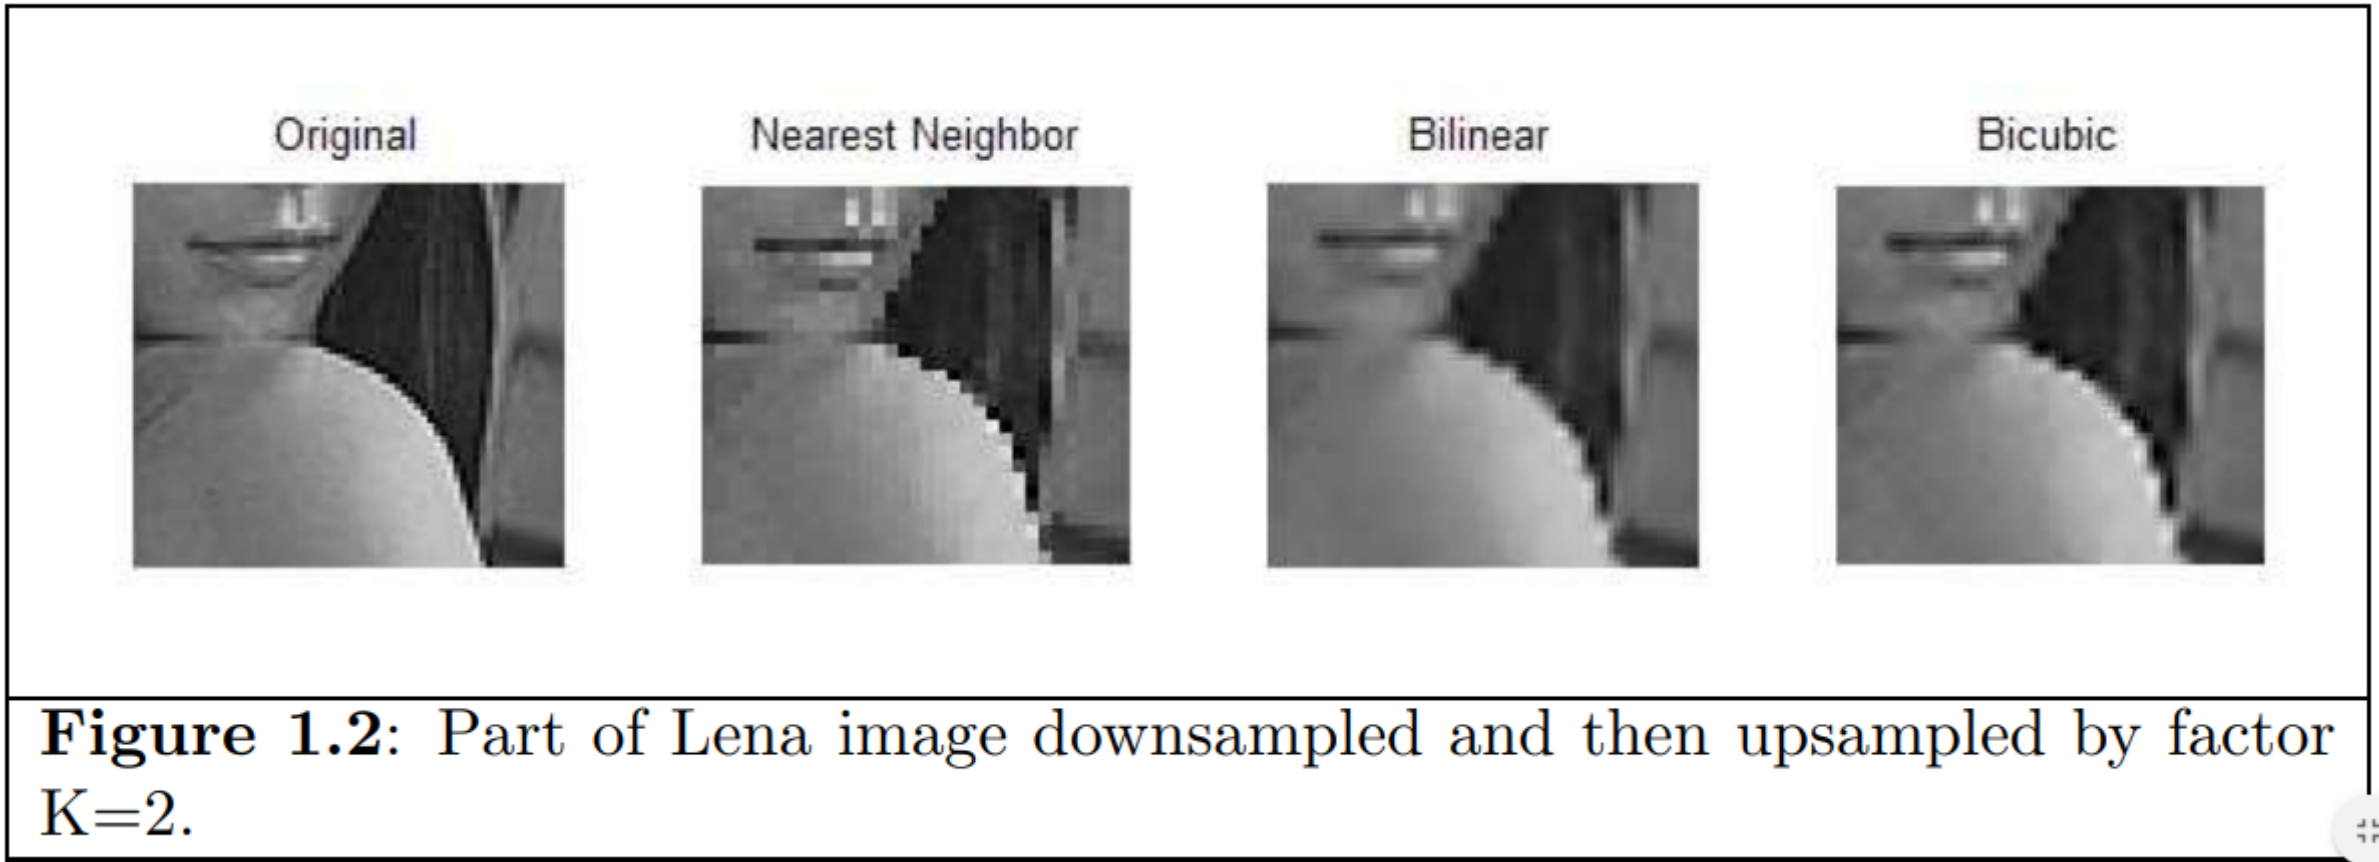 Original
Nearest Neighbor
Bilinear
Bicubic
Figure 1.2: Part of Lena image downsampled and then upsampled by factor
K=2.